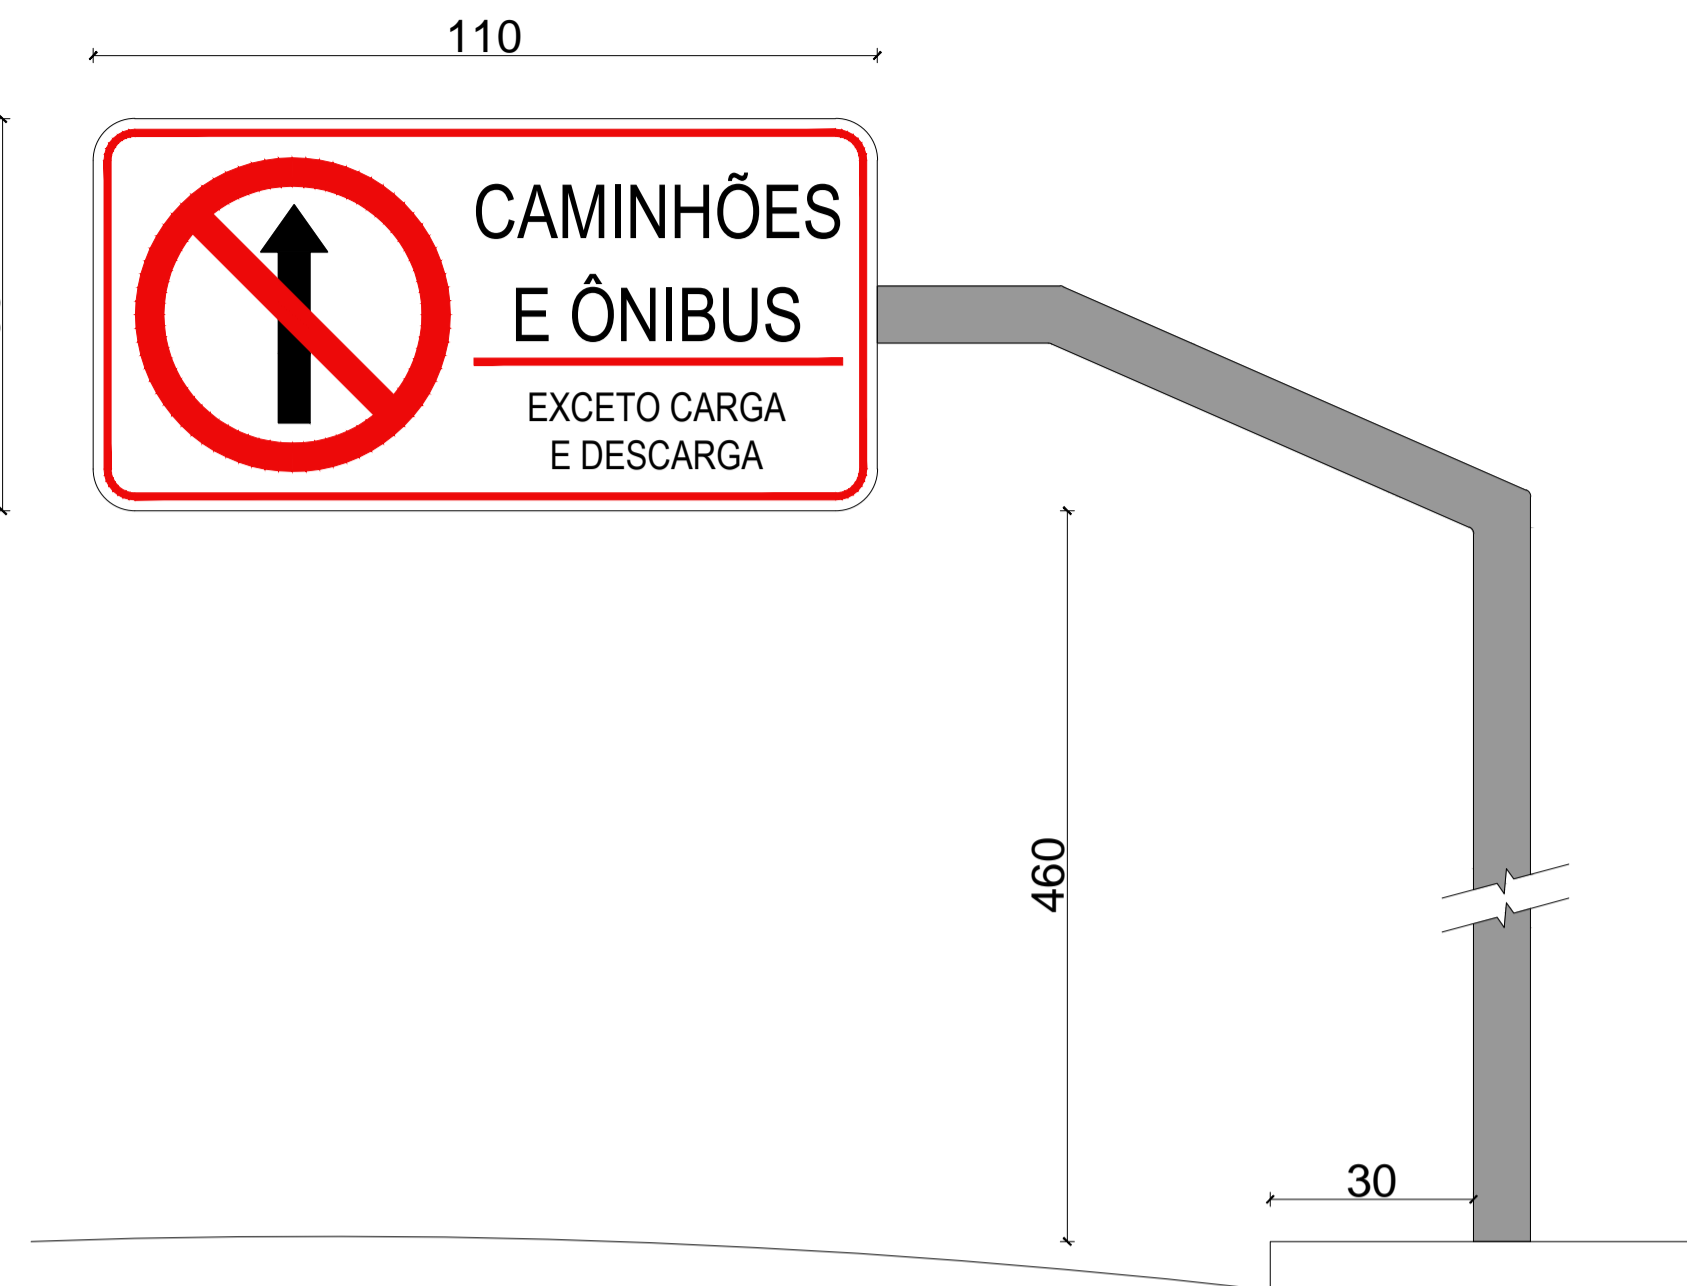 110
CAMINHÕES
E ÔNIBUS
EXCETO CARGA
E DESCARGA
460
30